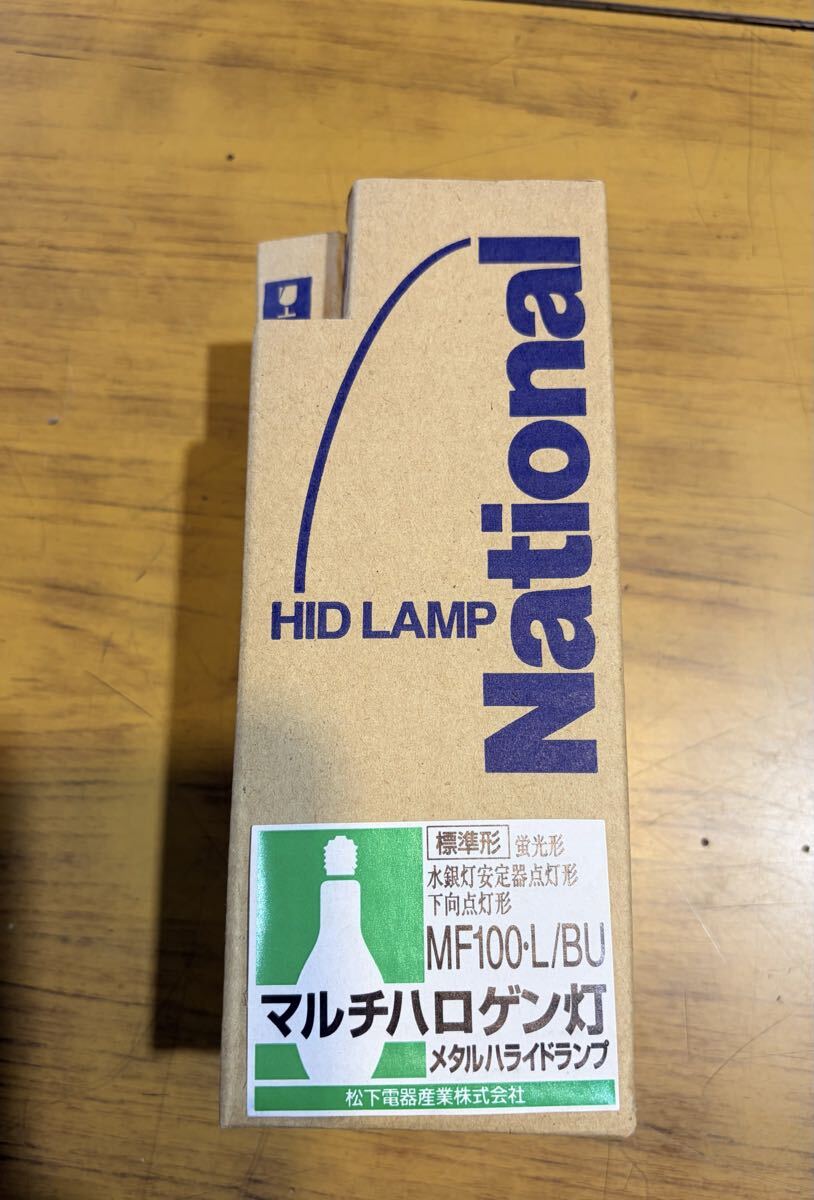 National
HID LAMP
標準形 蛍光形
水銀灯安定器点灯形
下向点灯形
MF100・L/BU
マルチハロゲン灯
メタルハライドランプ
松下電器産業株式会社